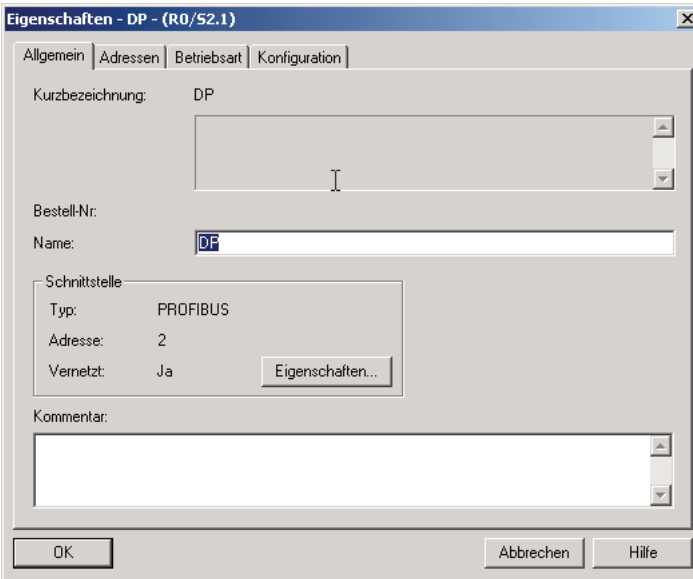 Eigenschaften - DP - (R0/S2.1)
Allgemein Adressen Betriebsart Konfiguration
Kurzbezeichnung: DP
Bestell-Nr:
Name: DP
Schnittstelle
Typ: PROFIBUS
Adresse: 2
Vernetzt: Ja Eigenschaften...
Kommentar:
OK Abbrechen Hilfe